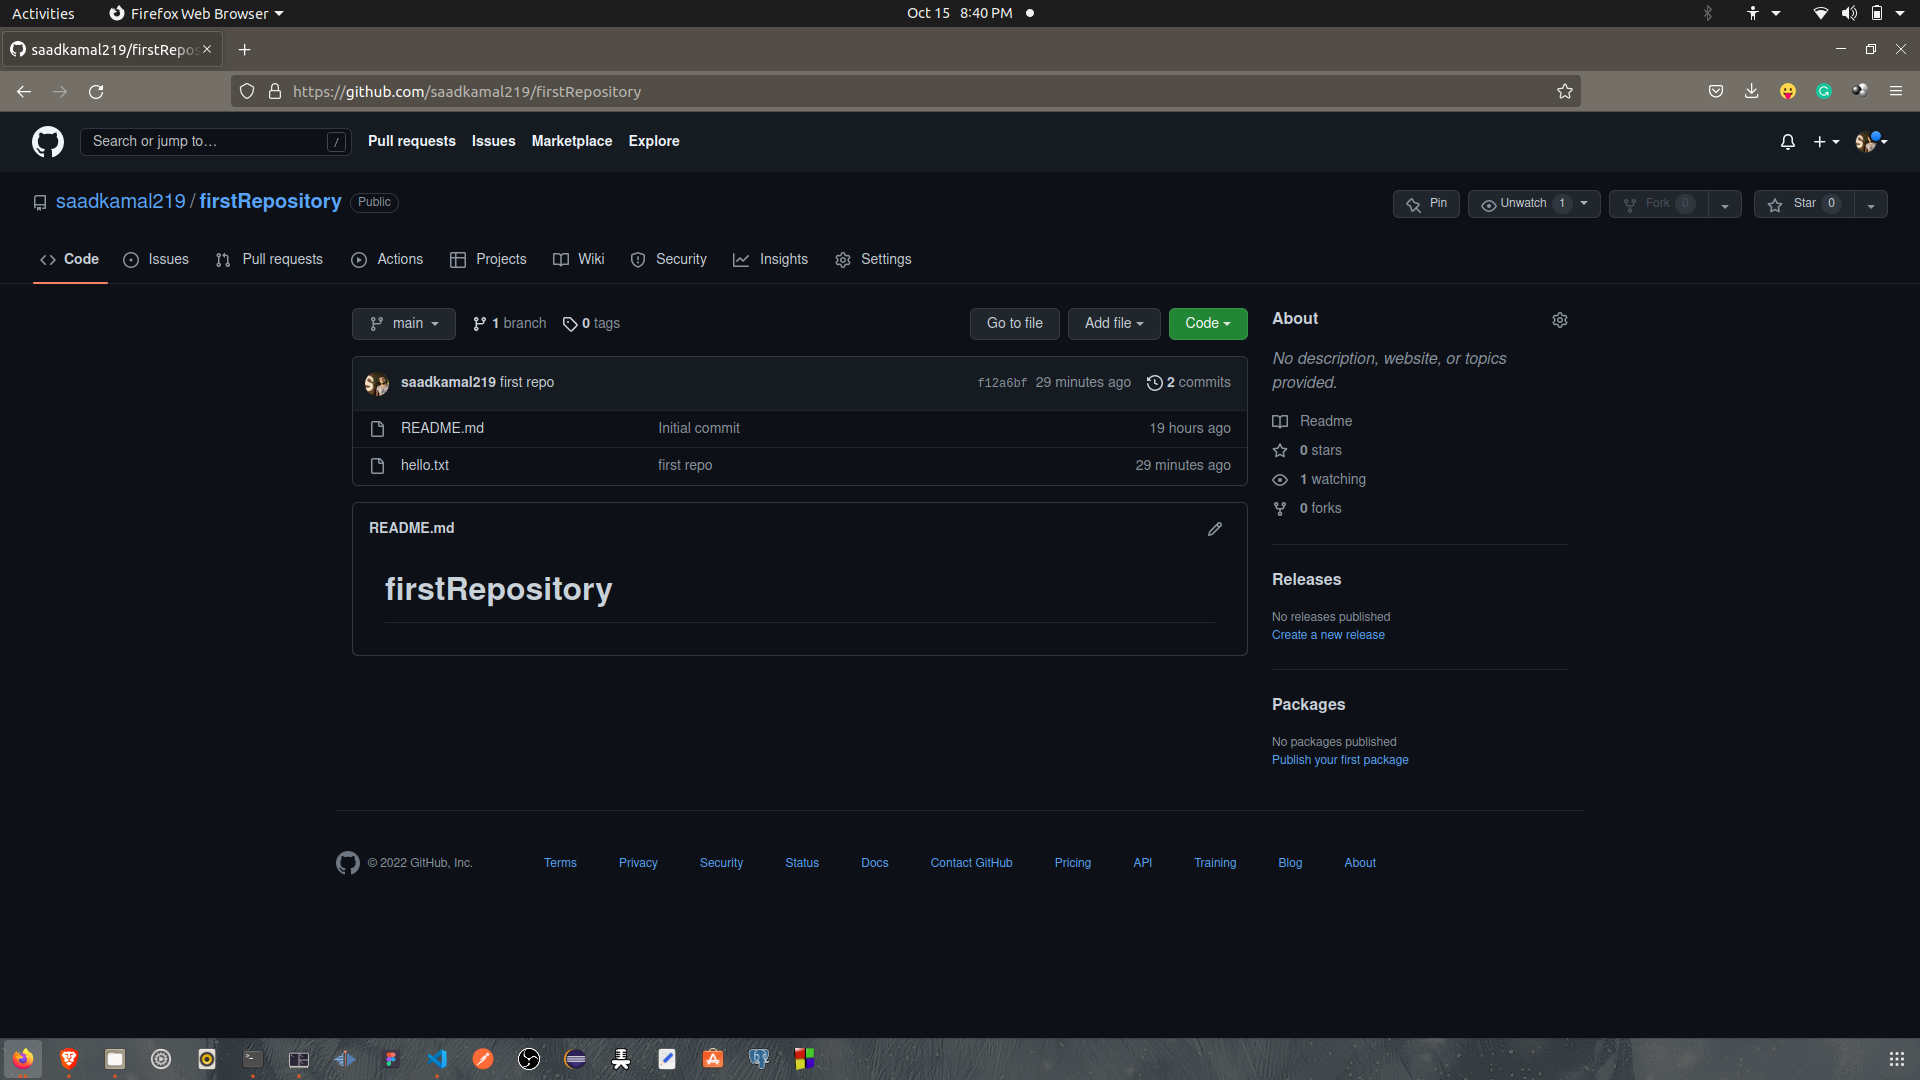 Activities Firefox Web Browser Oct 15 8:40 PM
saadkamal219/firstRepos
https://github.com/saadkamal219/firstRepository
Search or jump to… / Pull requests Issues Marketplace Explore
saadkamal219 / firstRepository Public Pin Unwatch 1 Fork 0 Star 0
Code Issues Pull requests Actions Projects Wiki Security Insights Settings
main 1 branch 0 tags Go to file Add file Code
saadkamal219 first repo f12a6bf 29 minutes ago 2 commits
README.md Initial commit 19 hours ago
hello.txt first repo 29 minutes ago
README.md
firstRepository
About
No description, website, or topics
provided.
Readme
0 stars
1 watching
0 forks
Releases
No releases published
Create a new release
Packages
No packages published
Publish your first package
© 2022 GitHub, Inc. Terms Privacy Security Status Docs Contact GitHub Pricing API Training Blog About